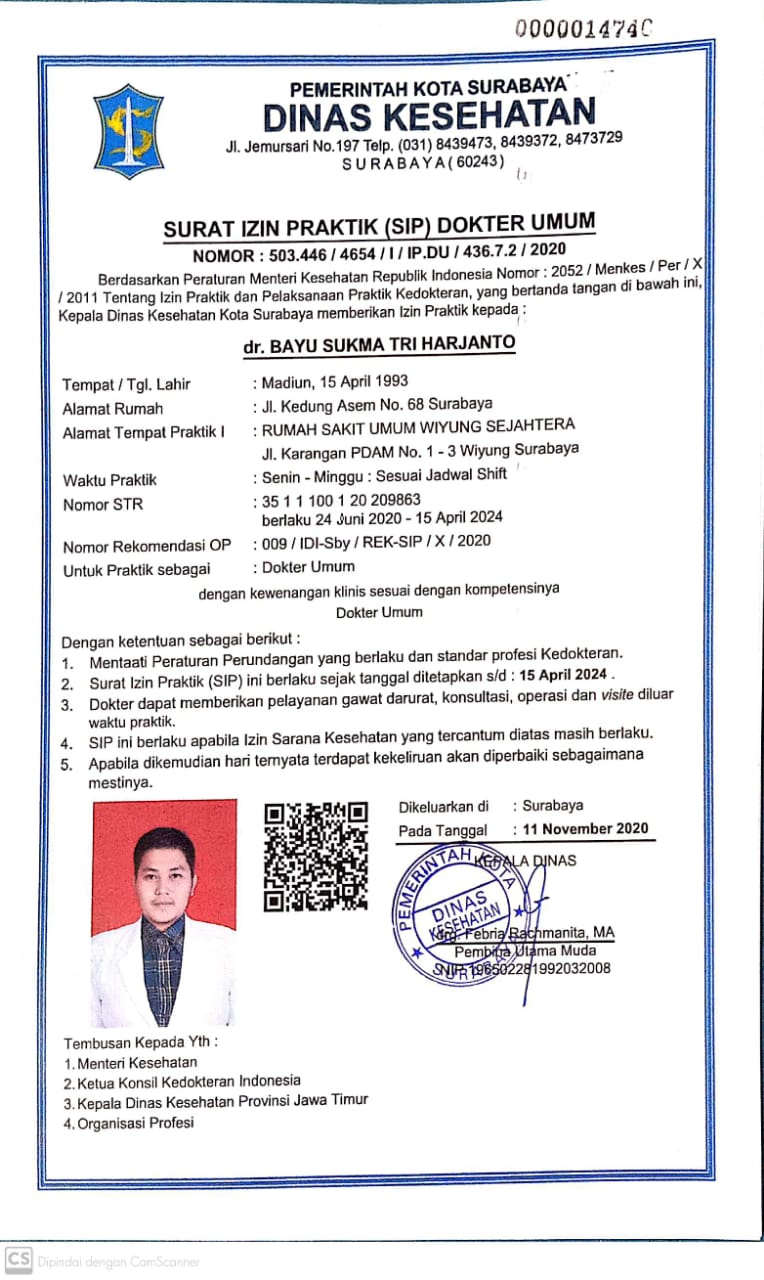 000001474C
PEMERINTAH KOTA SURABAYA
DINAS KESEHATAN
Jl. Jemursari No.197 Telp. (031) 8439473, 8439372, 8473729
SURABAYA (60243)
SURAT IZIN PRAKTIK (SIP) DOKTER UMUM
NOMOR : 503.446 / 4654 / I / IP.DU / 436.7.2 / 2020
Berdasarkan Peraturan Menteri Kesehatan Republik Indonesia Nomor : 2052 / Menkes / Per / X
/ 2011 Tentang Izin Praktik dan Pelaksanaan Praktik Kedokteran, yang bertanda tangan di bawah ini,
Kepala Dinas Kesehatan Kota Surabaya memberikan Izin Praktik kepada :
dr. BAYU SUKMA TRI HARJANTO
Tempat / Tgl. Lahir : Madiun, 15 April 1993
Alamat Rumah : Jl. Kedung Asem No. 68 Surabaya
Alamat Tempat Praktik I : RUMAH SAKIT UMUM WIYUNG SEJAHTERA
Jl. Karangan PDAM No. 1 - 3 Wiyung Surabaya
Waktu Praktik : Senin - Minggu : Sesuai Jadwal Shift
Nomor STR : 35 1 1 100 1 20 209863
berlaku 24 Juni 2020 - 15 April 2024
Nomor Rekomendasi OP : 009 / IDI-Sby / REK-SIP / X / 2020
Untuk Praktik sebagai : Dokter Umum
dengan kewenangan klinis sesuai dengan kompetensinya
Dokter Umum
Dengan ketentuan sebagai berikut :
1. Mentaati Peraturan Perundangan yang berlaku dan standar profesi Kedokteran.
2. Surat Izin Praktik (SIP) ini berlaku sejak tanggal ditetapkan s/d : 15 April 2024 .
3. Dokter dapat memberikan pelayanan gawat darurat, konsultasi, operasi dan visite diluar
waktu praktik.
4. SIP ini berlaku apabila Izin Sarana Kesehatan yang tercantum diatas masih berlaku.
5. Apabila dikemudian hari ternyata terdapat kekeliruan akan diperbaiki sebagaimana
mestinya.
Dikeluarkan di : Surabaya
Pada Tanggal : 11 November 2020
KEPALA DINAS
PEMERINTAH KOTA
DINAS
KESEHATAN
SURABAYA
drg. Febria Rachmanita, MA
Pembina Utama Muda
NIP 196502281992032008
Tembusan Kepada Yth :
1. Menteri Kesehatan
2. Ketua Konsil Kedokteran Indonesia
3. Kepala Dinas Kesehatan Provinsi Jawa Timur
4. Organisasi Profesi
CS Dipindai dengan CamScanner